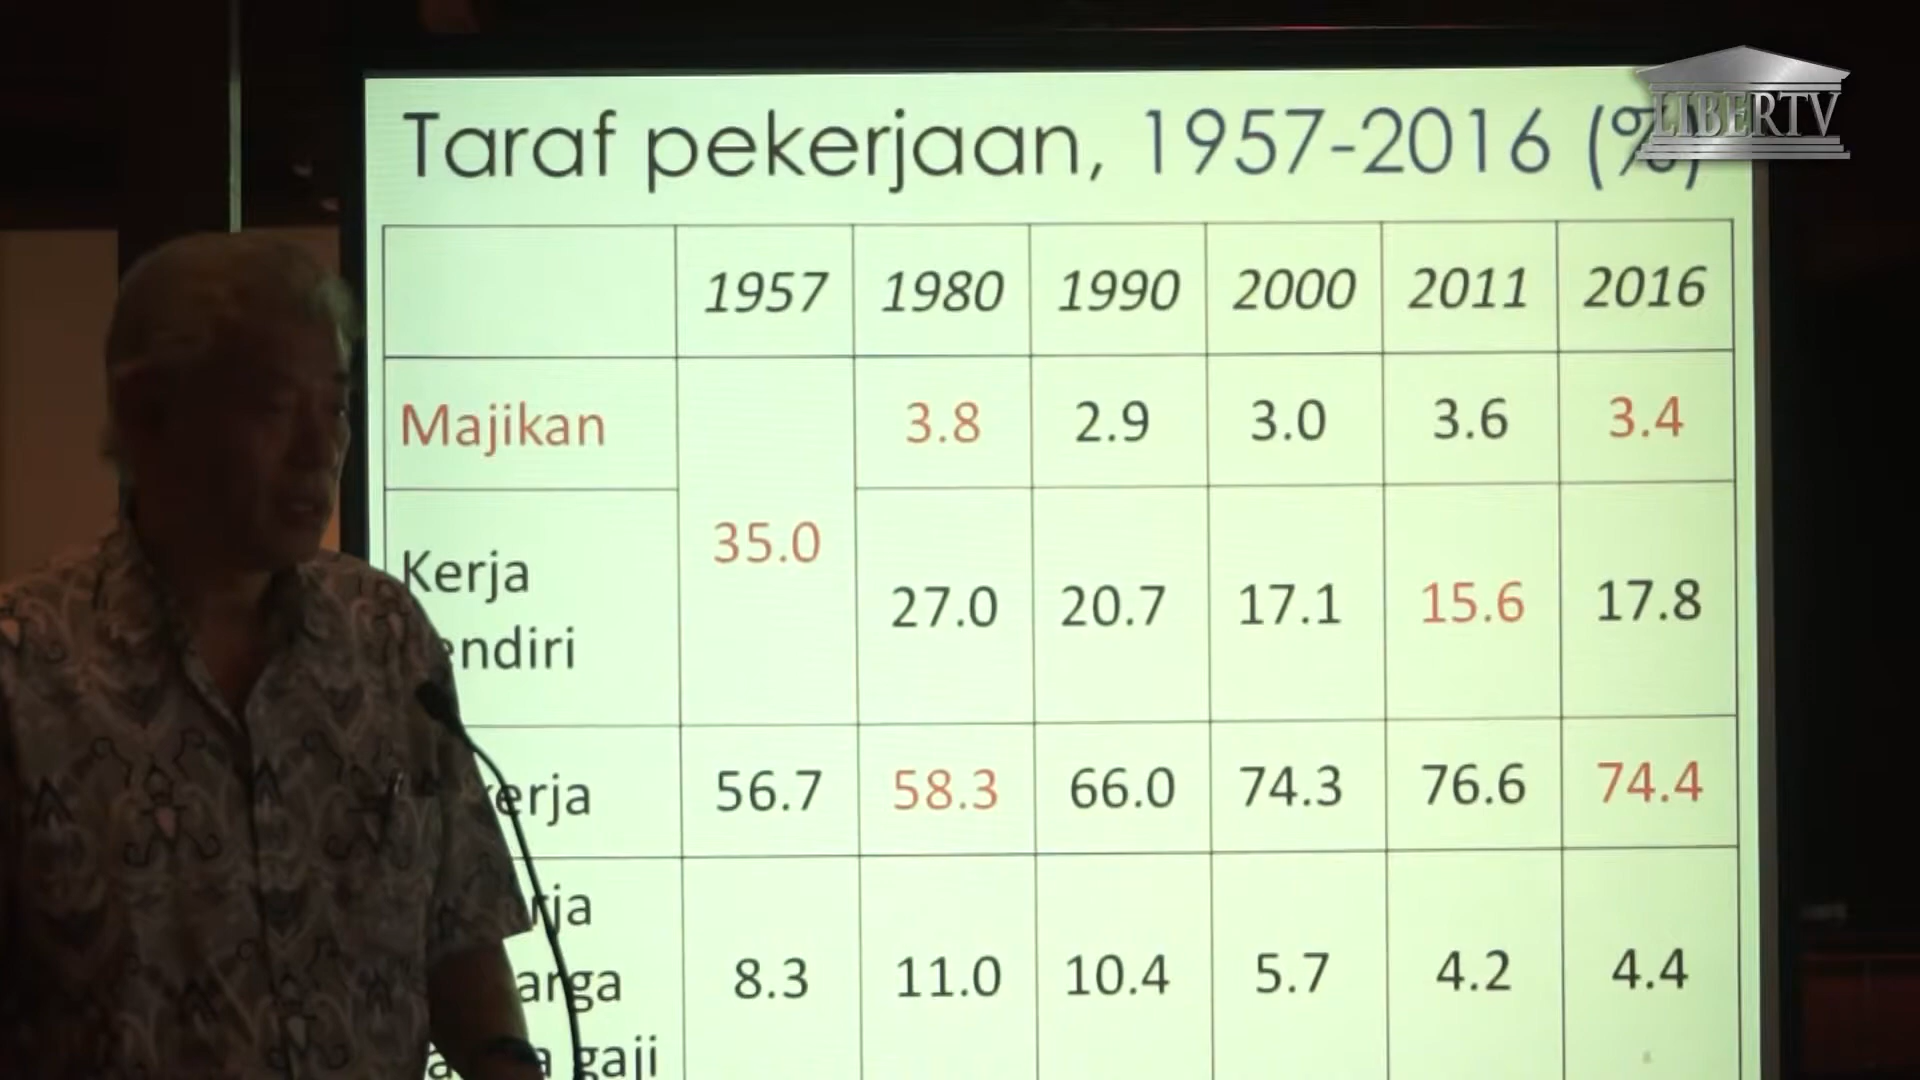 LIBERTV
Taraf pekerjaan, 1957-2016 (%)
1957 1980 1990 2000 2011 2016
Majikan 3.8 2.9 3.0 3.6 3.4
35.0
Kerja
27.0 20.7 17.1 15.6 17.8
endiri
erja 56.7 58.3 66.0 74.3 76.6 74.4
rja
arga 8.3 11.0 10.4 5.7 4.2 4.4
gaji